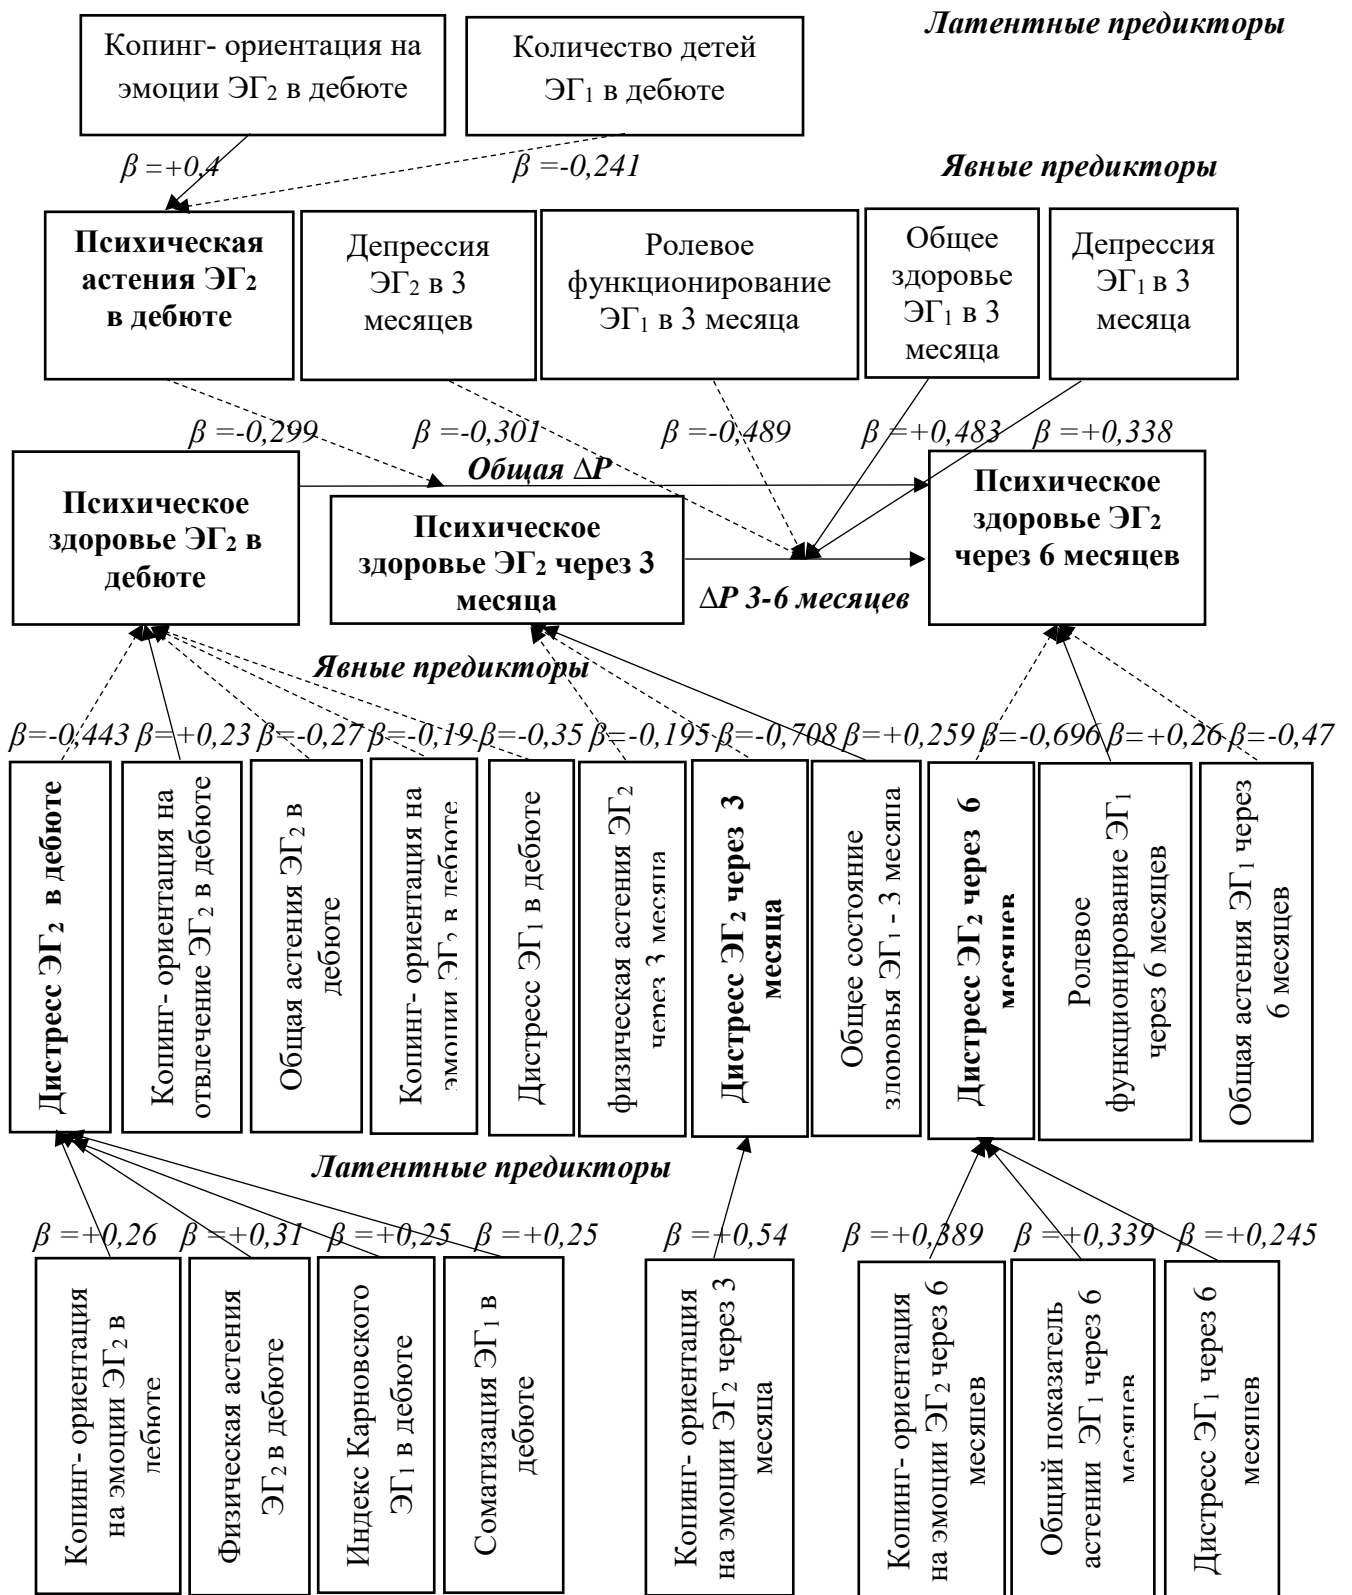 Латентные предикторы
Копинг- ориентация на
эмоции ЭГ₂ в дебюте
Количество детей
ЭГ₁ в дебюте
β =+0,4
β =-0,241
Явные предикторы
Психическая
астения ЭГ₂
в дебюте
Депрессия
ЭГ₂ в 3
месяцев
Ролевое
функционирование
ЭГ₁ в 3 месяца
Общее
здоровье
ЭГ₁ в 3
месяца
Депрессия
ЭГ₁ в 3
месяца
β =-0,299
β =-0,301
β =-0,489
β =+0,483
β =+0,338
Общая ΔP
Психическое
здоровье ЭГ₂ в
дебюте
Психическое
здоровье ЭГ₂ через 3
месяца
Психическое
здоровье ЭГ₂
через 6 месяцев
ΔP 3-6 месяцев
Явные предикторы
β=-0,443
β=+0,23
β=-0,27
β=-0,19
β=-0,35
β=-0,195
β=-0,708
β=+0,259
β=-0,696
β=+0,26
β=-0,47
Дистресс ЭГ₂ в дебюте
Копинг- ориентация на
отвлечение ЭГ₂ в дебюте
Общая астения ЭГ₂ в
дебюте
Копинг- ориентация на
эмоции ЭГ₂ в дебюте
Дистресс ЭГ₁ в дебюте
физическая астения ЭГ₂
через 3 месяца
Дистресс ЭГ₂ через 3
месяца
Общее состояние
здоровья ЭГ₁ - 3 месяца
Дистресс ЭГ₂ через 6
месяцев
Ролевое
функционирование ЭГ₁
через 6 месяцев
Общая астения ЭГ₁ через
6 месяцев
Латентные предикторы
β =+0,26
β =+0,31
β =+0,25
β =+0,25
β =+0,54
β =+0,389
β =+0,339
β =+0,245
Копинг- ориентация
на эмоции ЭГ₂ в
дебюте
Физическая астения
ЭГ₂ в дебюте
Индекс Карновского
ЭГ₁ в дебюте
Соматизация ЭГ₁ в
дебюте
Копинг- ориентация
на эмоции ЭГ₂ через 3
месяца
Копинг- ориентация
на эмоции ЭГ₂ через 6
месяцев
Общий показатель
астении ЭГ₁ через 6
месяцев
Дистресс ЭГ₁ через 6
месяцев